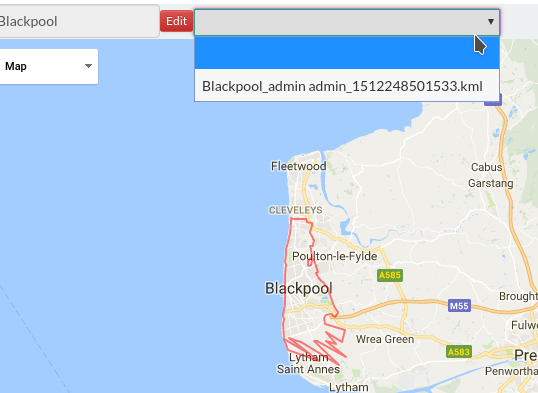 Blackpool
Edit
Blackpool_admin admin_1512248501533.kml
Map
Fleetwood
Cabus
Garstang
CLEVELEYS
Poulton-le-Fylde
A585
Blackpool
M55
Brought
Fulwo
Wrea Green
A583
Pre
Lytham
Saint Annes
Penwortha
Lytham